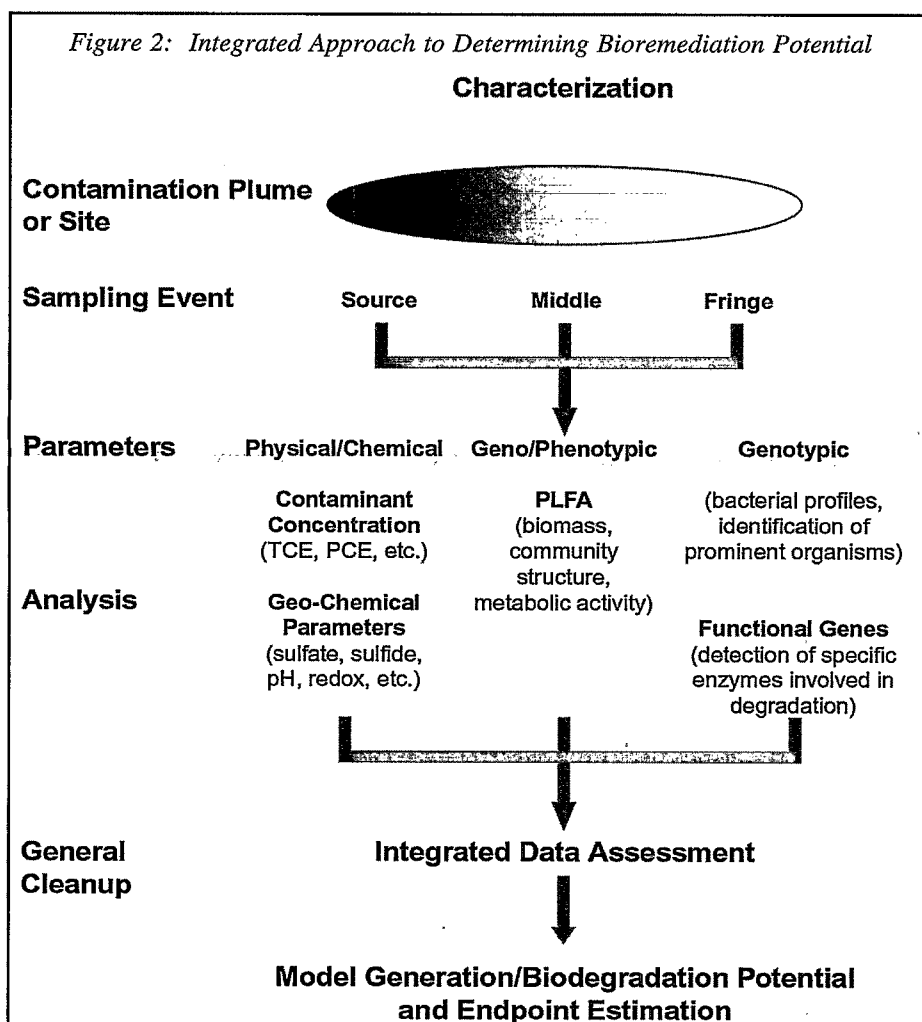 Figure 2: Integrated Approach to Determining Bioremediation Potential
Characterization
Contamination Plume
or Site
Sampling Event
Source
Middle
Fringe
Parameters
Physical/Chemical
Geno/Phenotypic
Genotypic
Contaminant
Concentration
(TCE, PCE, etc.)
PLFA
(biomass,
community
structure,
metabolic activity)
(bacterial profiles,
identification of
prominent organisms)
Analysis
Geo-Chemical
Parameters
(sulfate, sulfide,
pH, redox, etc.)
Functional Genes
(detection of specific
enzymes involved in
degradation)
General
Cleanup
Integrated Data Assessment
Model Generation/Biodegradation Potential
and Endpoint Estimation